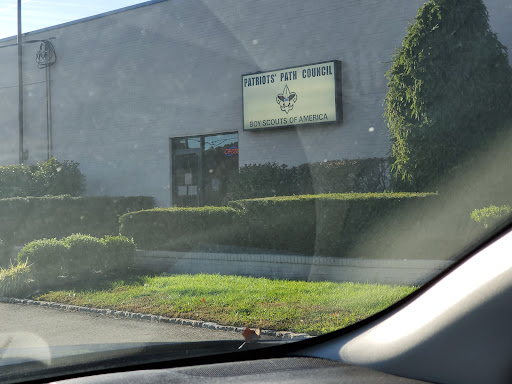 PATRIOTS' PATH COUNCIL
BOY SCOUTS OF AMERICA